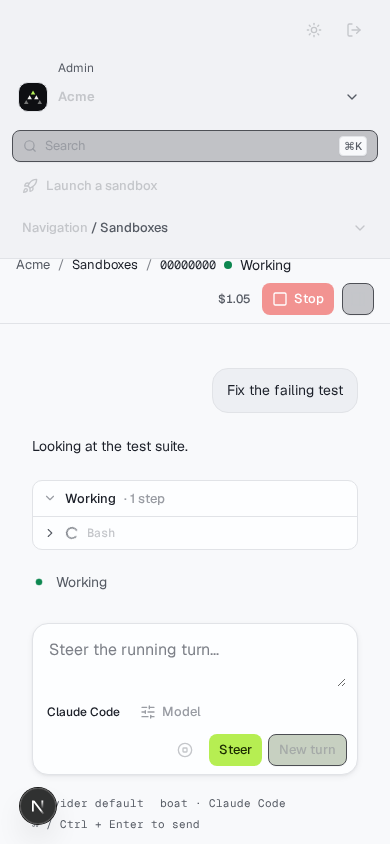 Admin
Acme
Search ⌘K
Launch a sandbox
Navigation / Sandboxes
Acme / Sandboxes / 00000000 Working
$1.05 Stop
Fix the failing test
Looking at the test suite.
Working · 1 step
Bash
Working
Steer the running turn…
Claude Code Model
Steer New turn
N
default boat · Claude Code
/ Ctrl + Enter to send